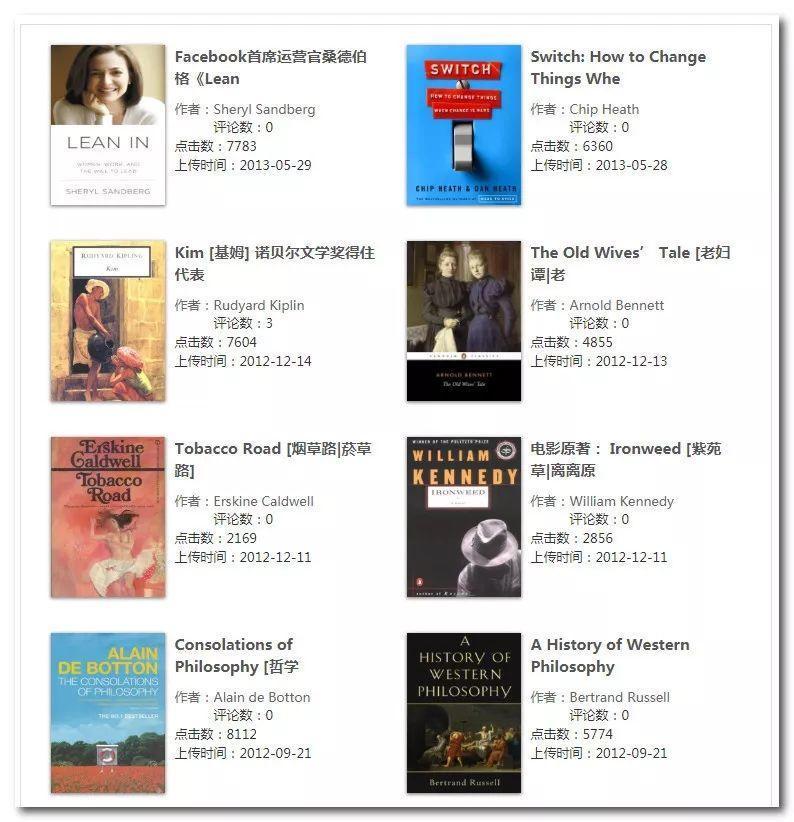 Facebook首席运营官桑德伯
格《Lean
作者：Sheryl Sandberg
评论数：0
点击数：7783
上传时间：2013-05-29
LEAN IN
WOMEN, WORK, AND
THE WILL TO LEAD
SHERYL SANDBERG
Switch: How to Change
Things Whe
作者：Chip Heath
评论数：0
点击数：6360
上传时间：2013-05-28
SWITCH
HOW TO CHANGE THINGS
WHEN CHANGE IS HARD
CHIP HEATH & DAN HEATH
Kim [基姆] 诺贝尔文学奖得住
代表
作者：Rudyard Kiplin
评论数：3
点击数：7604
上传时间：2012-12-14
RUDYARD KIPLING
Kim
The Old Wives’ Tale [老妇
谭|老
作者：Arnold Bennett
评论数：0
点击数：4855
上传时间：2012-12-13
PENGUIN CLASSICS
ARNOLD BENNETT
The Old Wives' Tale
Tobacco Road [烟草路|菸草
路]
作者：Erskine Caldwell
评论数：0
点击数：2169
上传时间：2012-12-11
Erskine
Caldwell
Tobacco
Road
电影原著： Ironweed [紫苑
草|离离原
作者：William Kennedy
评论数：0
点击数：2856
上传时间：2012-12-11
WINNER OF THE PULITZER PRIZE
WILLIAM
KENNEDY
IRONWEED
Consolations of
Philosophy [哲学
作者：Alain de Botton
评论数：0
点击数：8112
上传时间：2012-09-21
ALAIN
DE BOTTON
THE CONSOLATIONS
OF PHILOSOPHY
THE NO.1 BESTSELLER
A History of Western
Philosophy
作者：Bertrand Russell
评论数：0
点击数：5774
上传时间：2012-09-21
A
HISTORY OF
WESTERN
PHILOSOPHY
Bertrand Russell